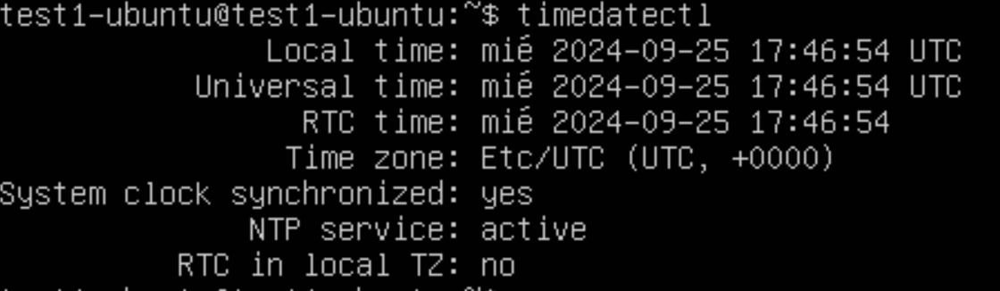 test1-ubuntu@test1-ubuntu:~$ timedatectl
Local time: mié 2024-09-25 17:46:54 UTC
Universal time: mié 2024-09-25 17:46:54 UTC
RTC time: mié 2024-09-25 17:46:54
Time zone: Etc/UTC (UTC, +0000)
System clock synchronized: yes
NTP service: active
RTC in local TZ: no